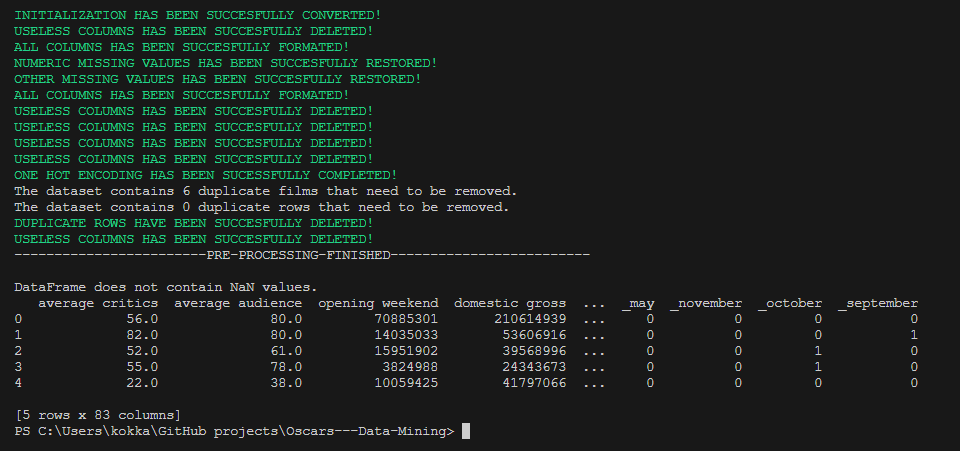 INITIALIZATION HAS BEEN SUCCESFULLY CONVERTED!
USELESS COLUMNS HAS BEEN SUCCESFULLY DELETED!
ALL COLUMNS HAS BEEN SUCCESFULLY FORMATED!
NUMERIC MISSING VALUES HAS BEEN SUCCESFULLY RESTORED!
OTHER MISSING VALUES HAS BEEN SUCCESFULLY RESTORED!
ALL COLUMNS HAS BEEN SUCCESFULLY FORMATED!
USELESS COLUMNS HAS BEEN SUCCESFULLY DELETED!
USELESS COLUMNS HAS BEEN SUCCESFULLY DELETED!
USELESS COLUMNS HAS BEEN SUCCESFULLY DELETED!
USELESS COLUMNS HAS BEEN SUCCESFULLY DELETED!
ONE HOT ENCODING HAS BEEN SUCESSFULLY COMPLETED!
The dataset contains 6 duplicate films that need to be removed.
The dataset contains 0 duplicate rows that need to be removed.
DUPLICATE ROWS HAVE BEEN SUCCESFULLY DELETED!
USELESS COLUMNS HAS BEEN SUCCESFULLY DELETED!
------------------------PRE-PROCESSING-FINISHED-------------------------
DataFrame does not contain NaN values.
   average critics  average audience  opening weekend  domestic gross  ...  _may  _november  _october  _september
0             56.0              80.0         70885301       210614939  ...     0          0         0           0
1             82.0              80.0         14035033        53606916  ...     0          0         0           1
2             52.0              61.0         15951902        39568996  ...     0          0         1           0
3             55.0              78.0          3824988        24343673  ...     0          0         1           0
4             22.0              38.0         10059425        41797066  ...     0          0         0           0
[5 rows x 83 columns]
PS C:\Users\kokka\GitHub projects\Oscars---Data-Mining>